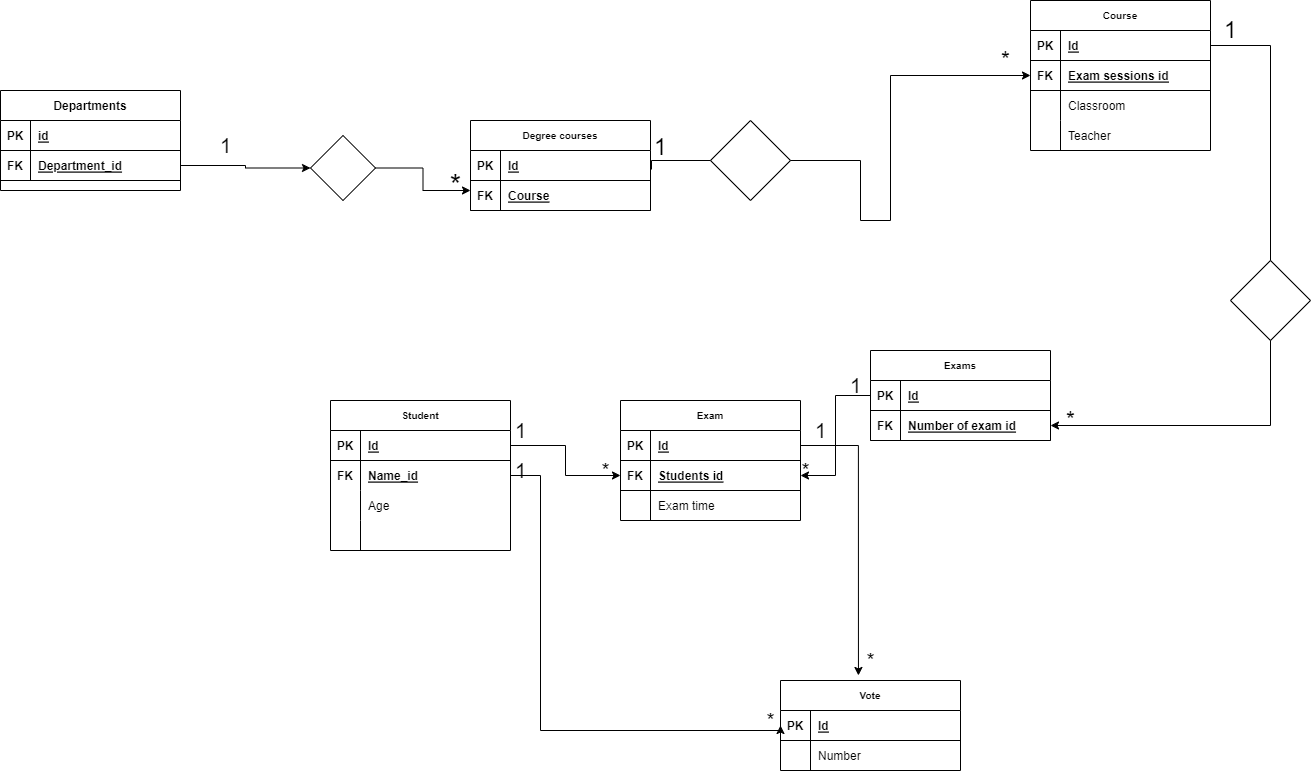 Course
1
PK Id
*
FK Exam sessions id
Classroom
Teacher
Departments
PK id
1
FK Department_id
Degree courses
1
PK Id
*
FK Course
Exams
1
PK Id
*
FK Number of exam id
Student
1
PK Id
*
1
FK Name_id
Age
Exam
1
PK Id
*
FK Students id
Exam time
*
Vote
*
PK Id
Number